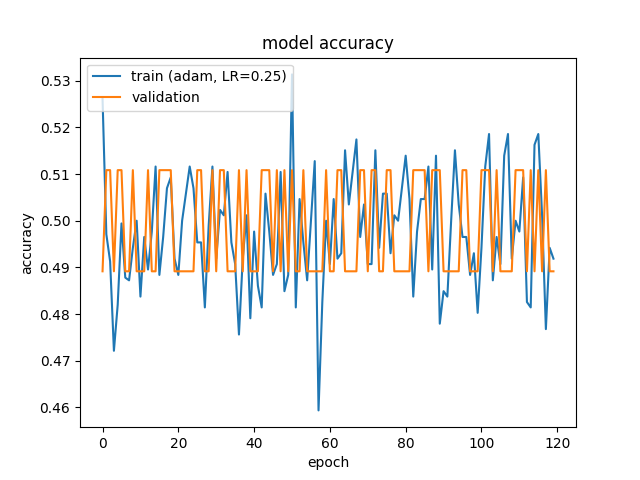 model accuracy
train (adam, LR=0.25)
validation
0.53
0.52
0.51
0.50
0.49
0.48
0.47
0.46
accuracy
0 20 40 60 80 100 120
epoch